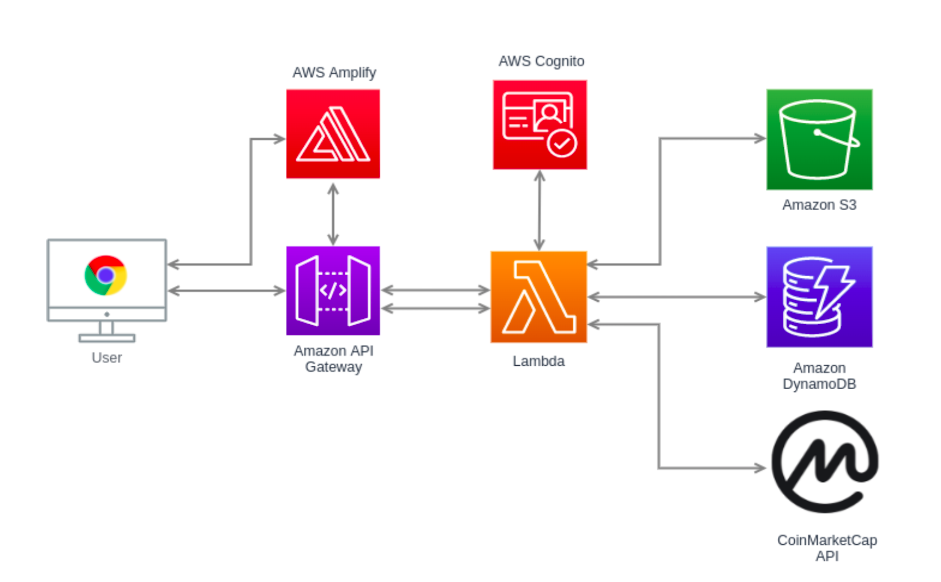 AWS Amplify
AWS Cognito
Amazon S3
User
Amazon API
Gateway
</>
Lambda
Amazon
DynamoDB
CoinMarketCap
API